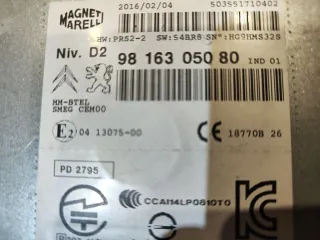 MAGNETI MARELLI
2016/02/04
503551710402
HW:PRS2-2 SW:54BR8 SN°:HG9HMS32S
Niv. D2
98 163 050 80 IND 01
MM-BTEL
SMEG CEM00
E2 04 13075-00
CE 18770B 26
PD 2795
CCAI14LP0810T0